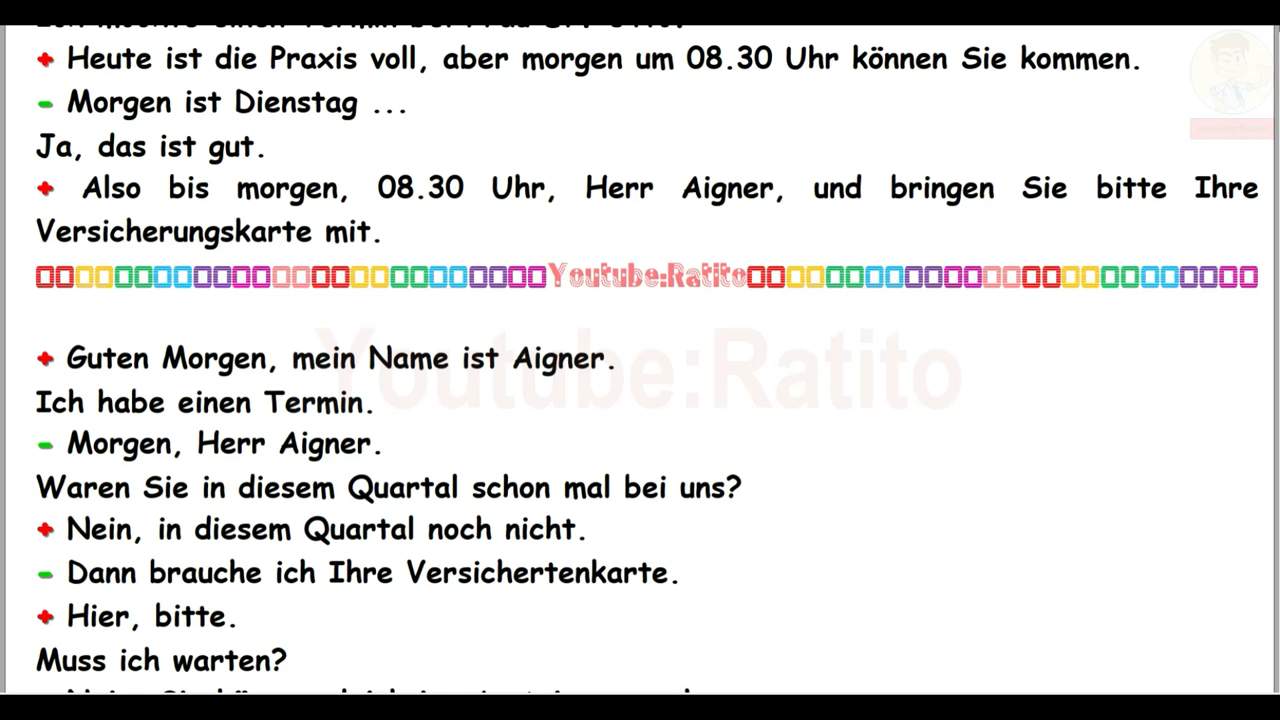 + Heute ist die Praxis voll, aber morgen um 08.30 Uhr können Sie kommen.
- Morgen ist Dienstag ...
Ja, das ist gut.
+ Also bis morgen, 08.30 Uhr, Herr Aigner, und bringen Sie bitte Ihre
Versicherungskarte mit.
Youtube:Ratito
Youtube:Ratito
+ Guten Morgen, mein Name ist Aigner.
Ich habe einen Termin.
- Morgen, Herr Aigner.
Waren Sie in diesem Quartal schon mal bei uns?
+ Nein, in diesem Quartal noch nicht.
- Dann brauche ich Ihre Versichertenkarte.
+ Hier, bitte.
Muss ich warten?